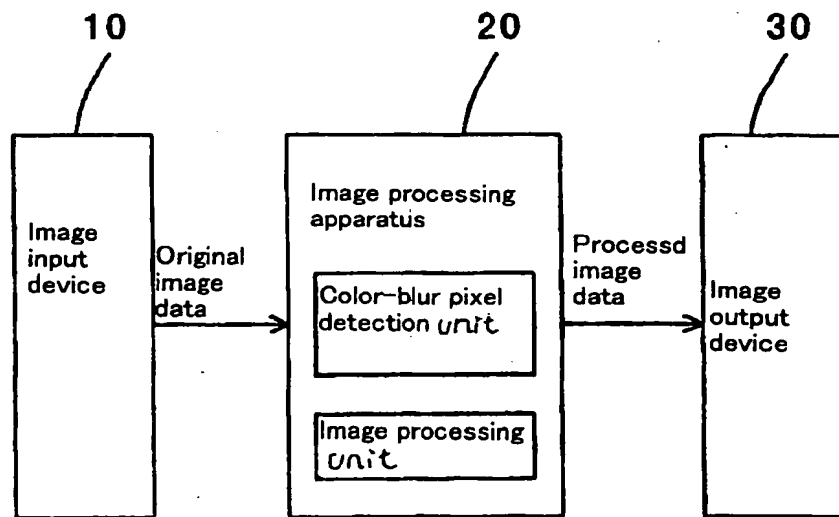 10
20
30
Image
input
device
Original
image
data
Image processing
apparatus
Color-blur pixel
detection unit
Image processing
unit
Processd
image
data
Image
output
device